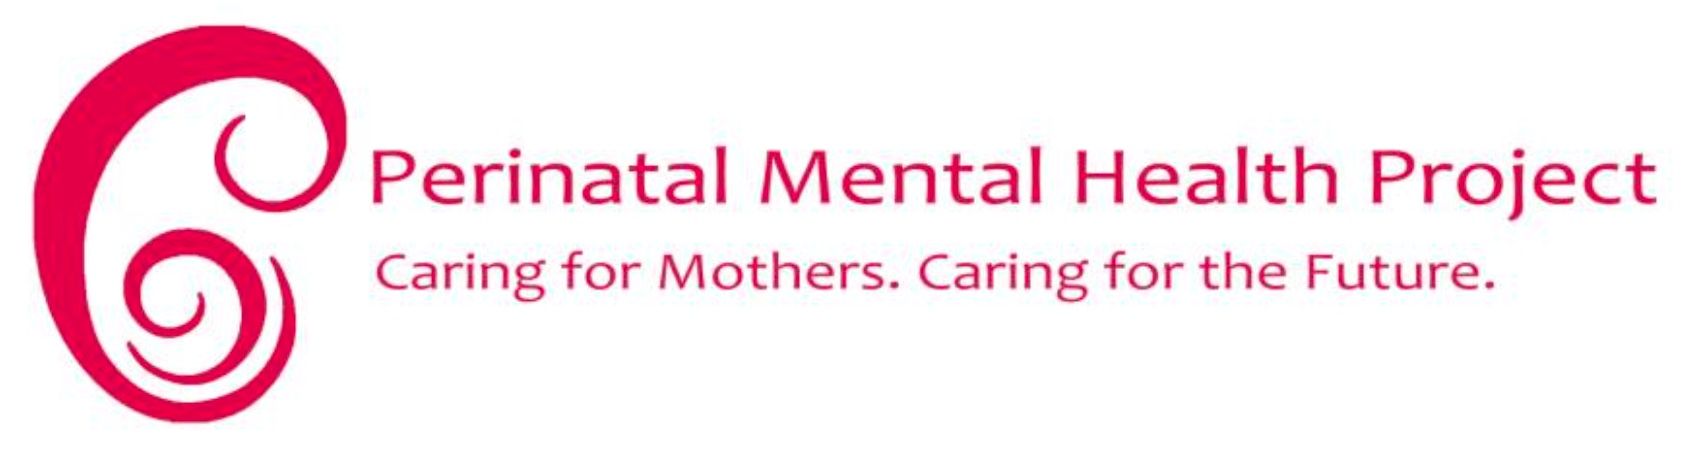 Perinatal Mental Health Project
Caring for Mothers. Caring for the Future.